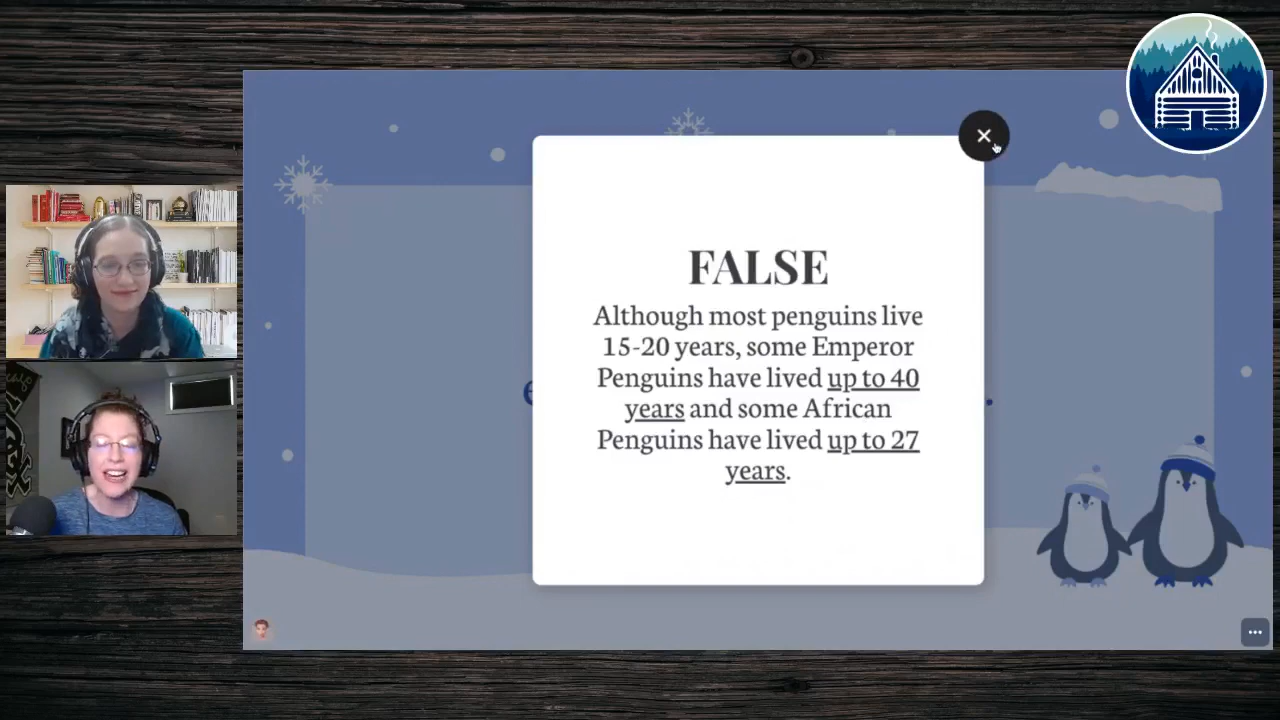 FALSE
Although most penguins live
15-20 years, some Emperor
Penguins have lived up to 40
years and some African
Penguins have lived up to 27
years.